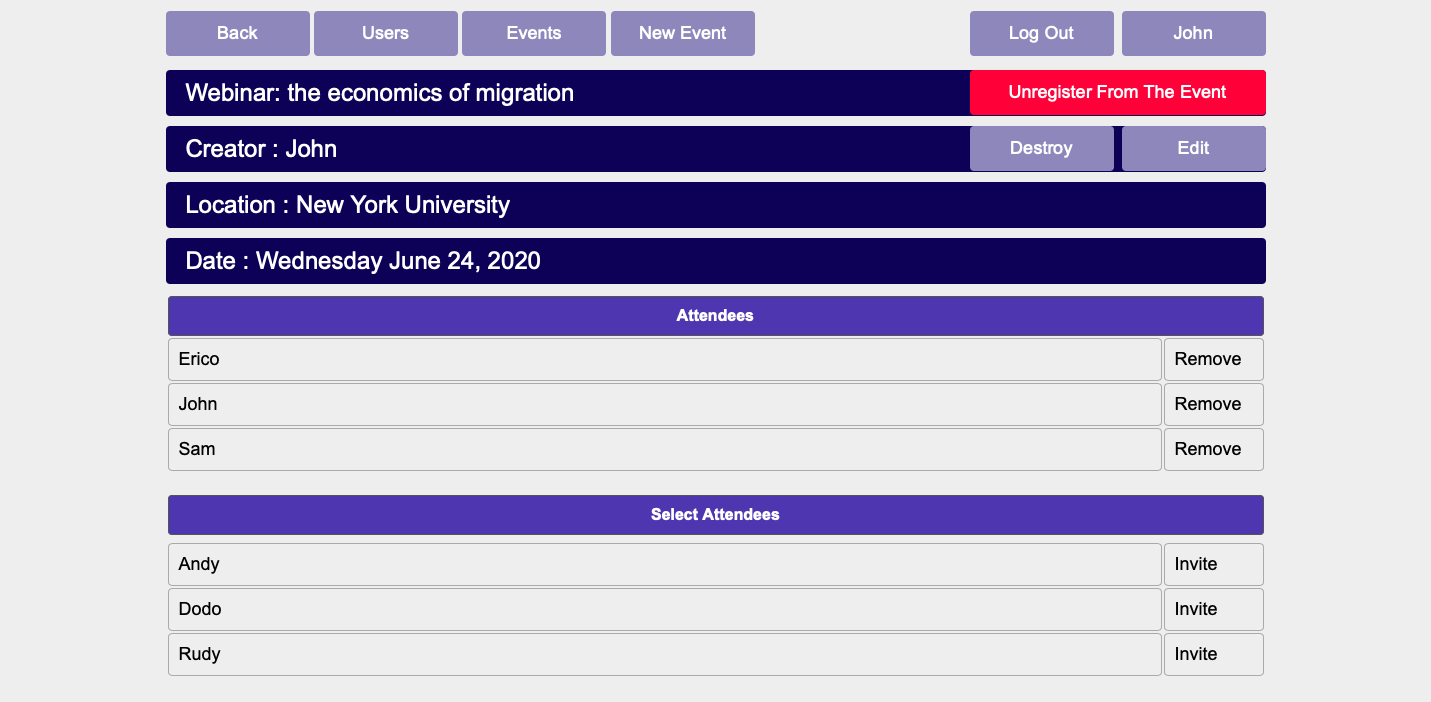 Back Users Events New Event Log Out John
Webinar: the economics of migration Unregister From The Event
Creator : John Destroy Edit
Location : New York University
Date : Wednesday June 24, 2020
Attendees
Erico Remove
John Remove
Sam Remove
Select Attendees
Andy Invite
Dodo Invite
Rudy Invite